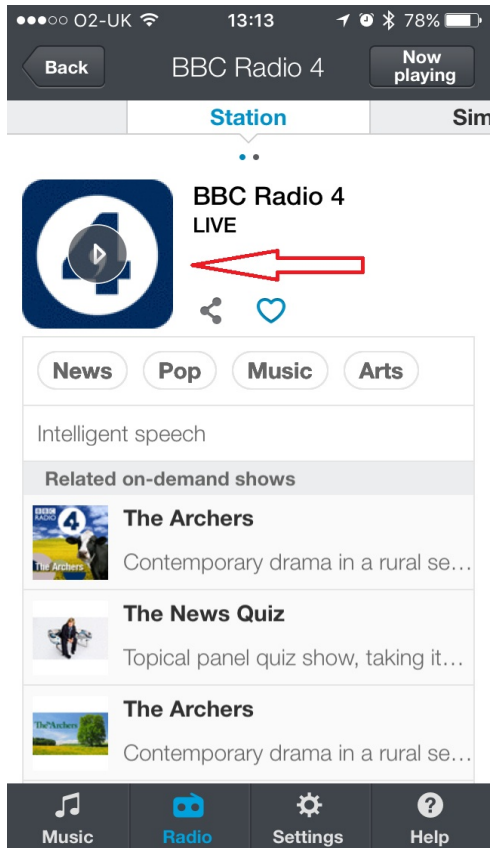 O2-UK 13:13 78%
Back BBC Radio 4 Now playing
Station Sim
BBC Radio 4
LIVE
4
News Pop Music Arts
Intelligent speech
Related on-demand shows
BBC RADIO 4
The Archers
The Archers
Contemporary drama in a rural se...
The News Quiz
Topical panel quiz show, taking it...
The Archers
The Archers
Contemporary drama in a rural se...
Music Radio Settings Help